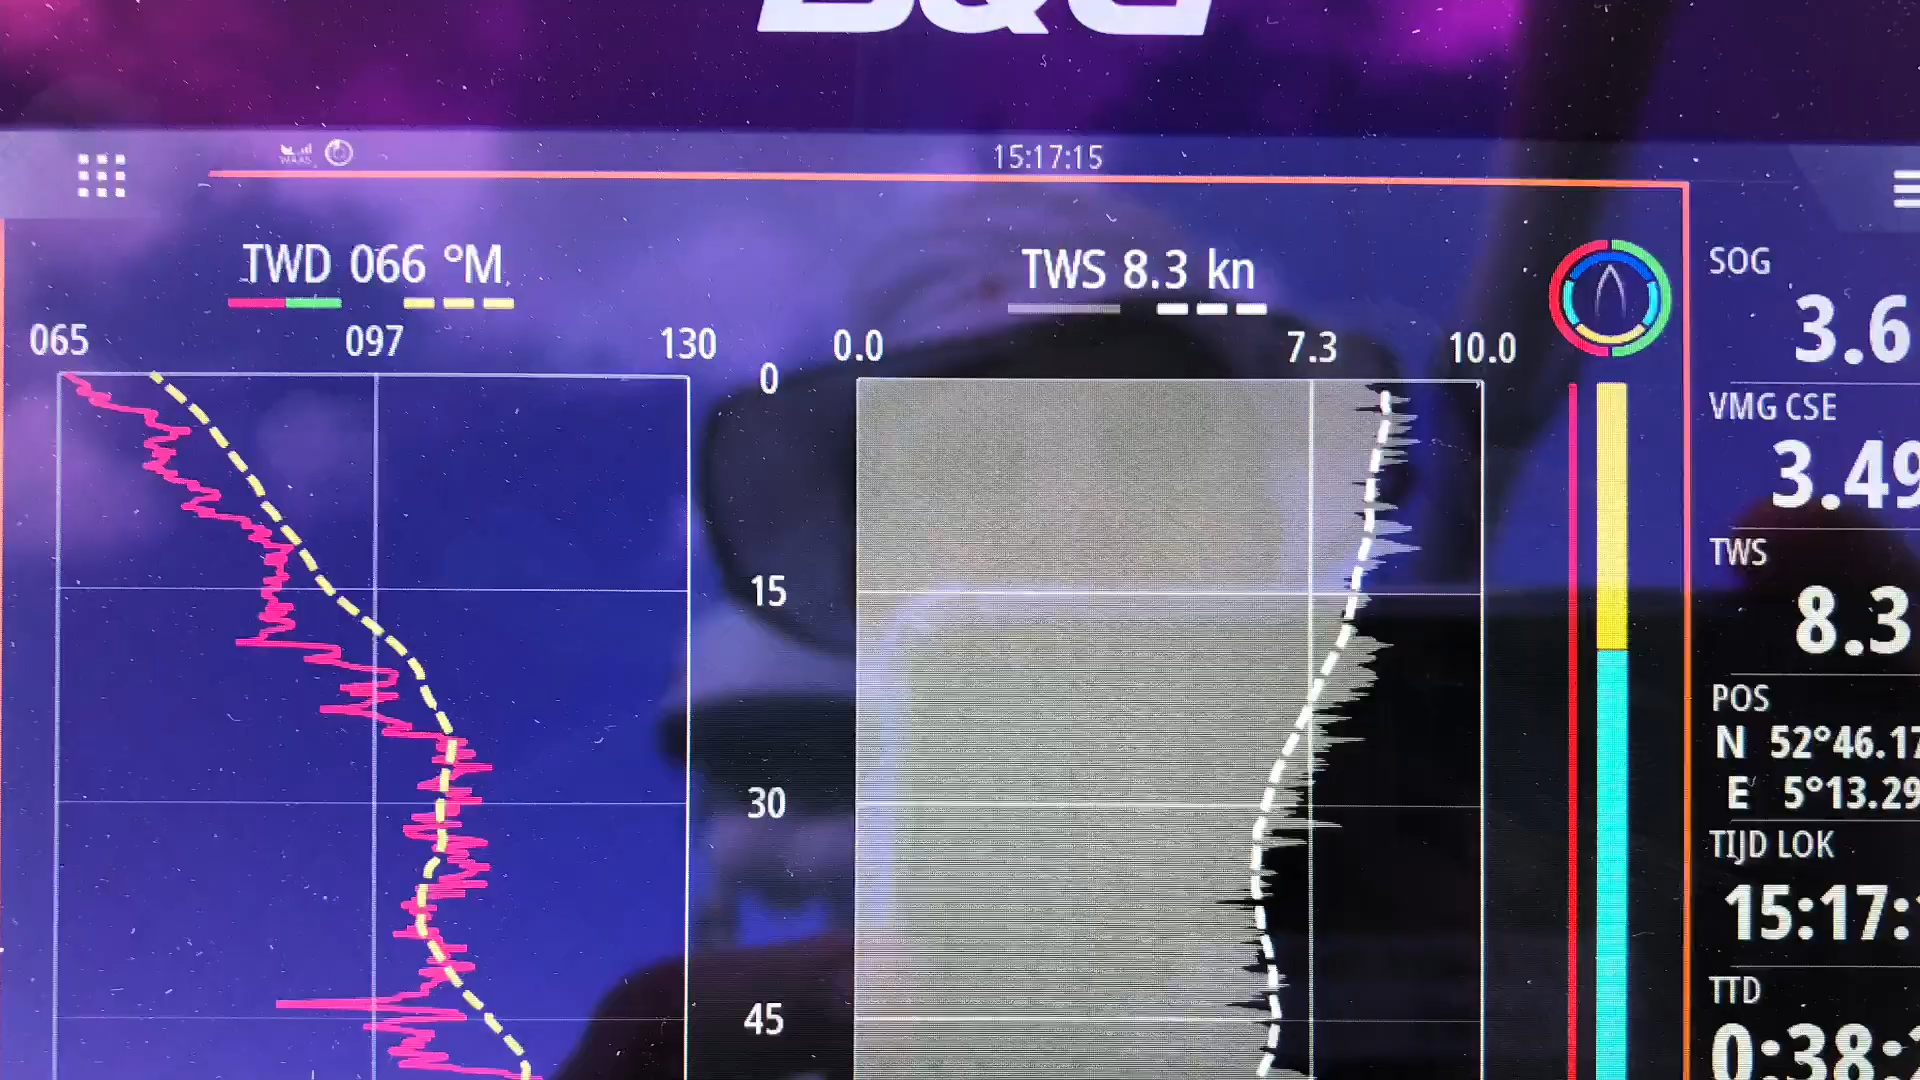 B&G
WAAS
15:17:15
TWD 066 °M
TWS 8.3 kn
065 097 130
0.0 7.3 10.0
0
15
30
45
SOG
3.6
VMG CSE
3.49
TWS
8.3
POS
N 52°46.17
E 5°13.29
TIJD LOK
15:17:
TTD
0:38: